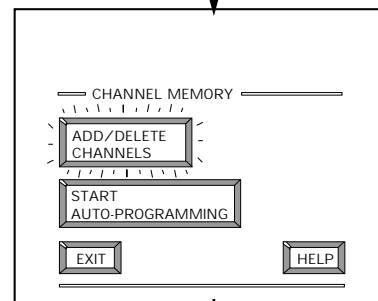 CHANNEL MEMORY
ADD/DELETE
CHANNELS
START
AUTO-PROGRAMMING
EXIT HELP